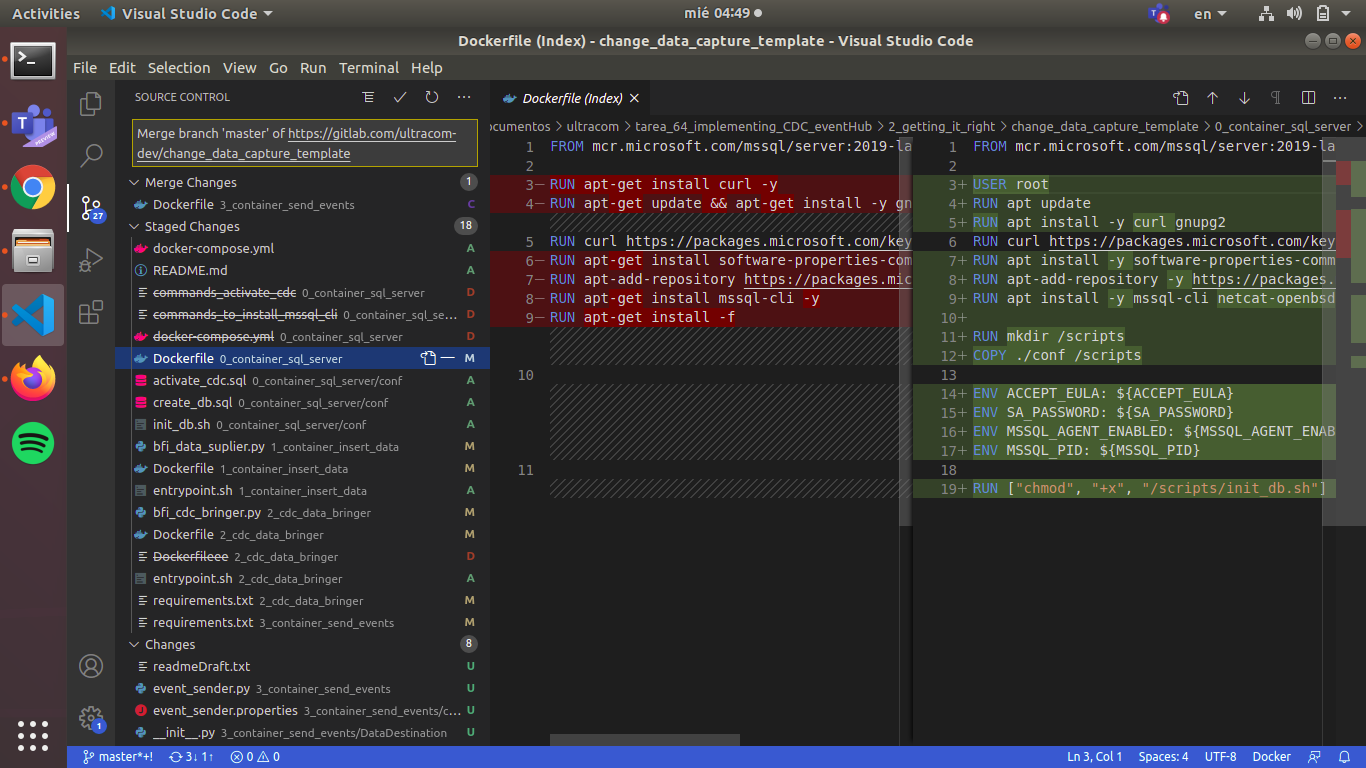 Activities Visual Studio Code mié 04:49 en
Dockerfile (Index) - change_data_capture_template - Visual Studio Code
File Edit Selection View Go Run Terminal Help
SOURCE CONTROL
Merge branch 'master' of https://gitlab.com/ultracom-
dev/change_data_capture_template
Merge Changes 1
Dockerfile 3_container_send_events C
Staged Changes 18
docker-compose.yml A
README.md A
commands_activate_cdc 0_container_sql_server D
commands_to_install_mssql_cli 0_container_sql_se... D
docker-compose.yml 0_container_sql_server D
Dockerfile 0_container_sql_server M
activate_cdc.sql 0_container_sql_server/conf A
create_db.sql 0_container_sql_server/conf A
init_db.sh 0_container_sql_server/conf A
bfi_data_suplier.py 1_container_insert_data M
Dockerfile 1_container_insert_data M
entrypoint.sh 1_container_insert_data A
bfi_cdc_bringer.py 2_cdc_data_bringer M
Dockerfile 2_cdc_data_bringer M
Dockerfileee 2_cdc_data_bringer D
entrypoint.sh 2_cdc_data_bringer A
requirements.txt 2_cdc_data_bringer M
requirements.txt 3_container_send_events M
Changes 8
readmeDraft.txt U
event_sender.py 3_container_send_events U
event_sender.properties 3_container_send_events/c... U
__init__.py 3_container_send_events/DataDestination U
27
1
Dockerfile (Index)
ocumentos > ultracom > tarea_64_implementing_CDC_eventHub > 2_getting_it_right > change_data_capture_template > 0_container_sql_server >
1 FROM mcr.microsoft.com/mssql/server:2019-la
2
3— RUN apt-get install curl -y
4— RUN apt-get update && apt-get install -y gn
5 RUN curl https://packages.microsoft.com/key
6— RUN apt-get install software-properties-com
7— RUN apt-add-repository https://packages.mic
8— RUN apt-get install mssql-cli -y
9— RUN apt-get install -f
10
11
1 FROM mcr.microsoft.com/mssql/server:2019-la
2
3+ USER root
4+ RUN apt update
5+ RUN apt install -y curl gnupg2
6 RUN curl https://packages.microsoft.com/key
7+ RUN apt install -y software-properties-comm
8+ RUN apt-add-repository -y https://packages.
9+ RUN apt install -y mssql-cli netcat-openbsd
10+
11+ RUN mkdir /scripts
12+ COPY ./conf /scripts
13
14+ ENV ACCEPT_EULA: ${ACCEPT_EULA}
15+ ENV SA_PASSWORD: ${SA_PASSWORD}
16+ ENV MSSQL_AGENT_ENABLED: ${MSSQL_AGENT_ENAB
17+ ENV MSSQL_PID: ${MSSQL_PID}
18
19+ RUN ["chmod", "+x", "/scripts/init_db.sh"]
master*+! 3↓ 1↑ 0 0 Ln 3, Col 1 Spaces: 4 UTF-8 Docker